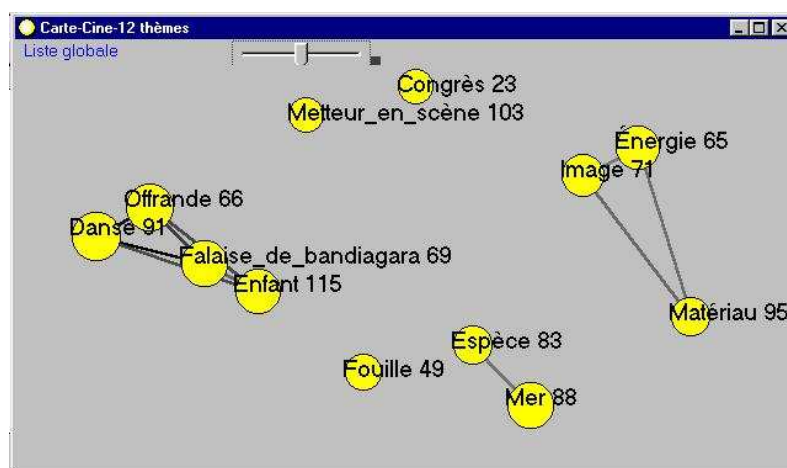 Carte-Cine-12 thèmes
Liste globale
Congrès 23
Metteur_en_scène 103
Énergie 65
Image 71
Offrande 66
Danse 91
Falaise_de_bandiagara 69
Enfant 115
Matériau 95
Espèce 83
Fouille 49
Mer 88